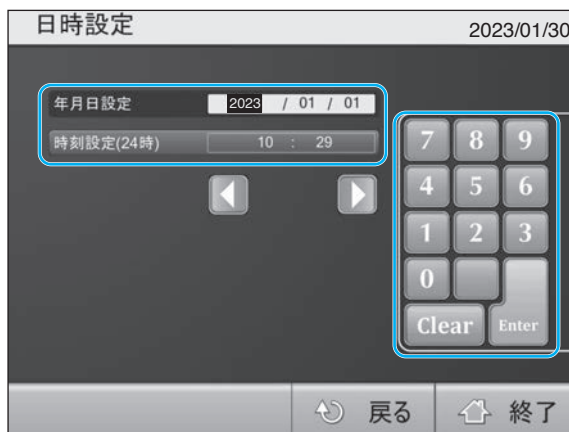 日時設定 2023/01/30
年月日設定 2023 / 01 / 01
時刻設定(24時) 10 : 29
7 8 9
4 5 6
1 2 3
0
Clear Enter
戻る 終了